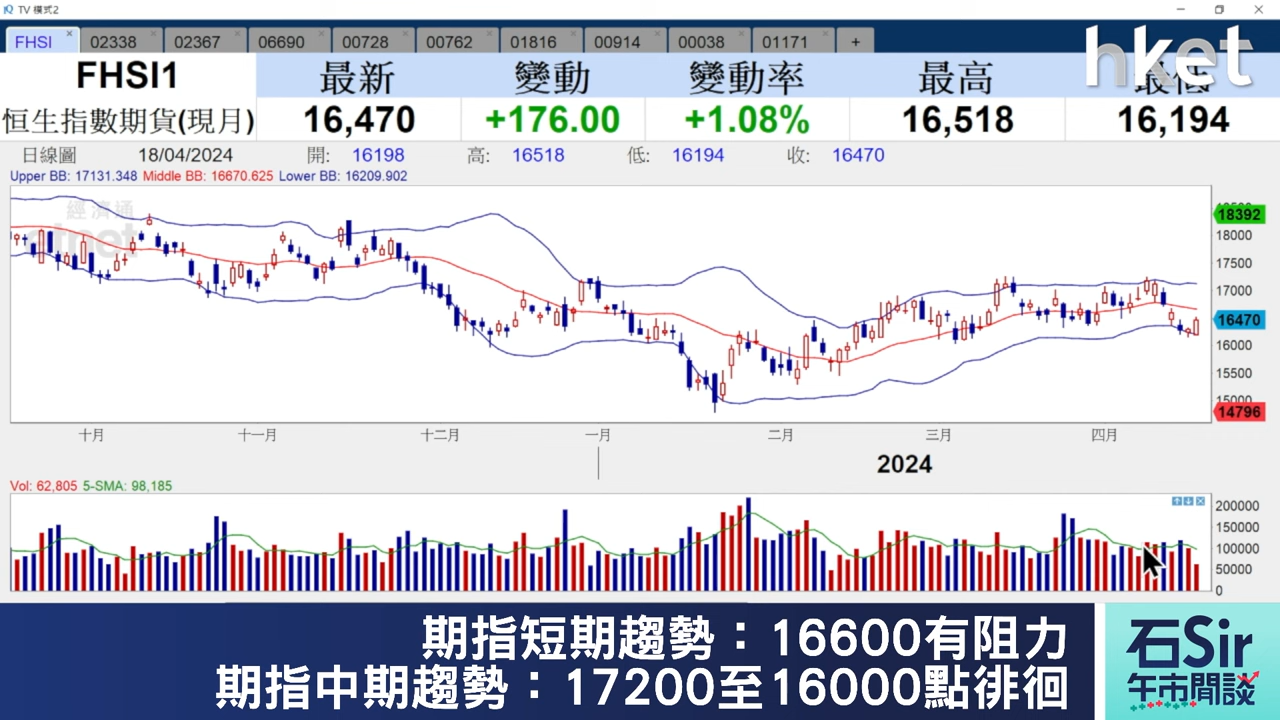 TV 模式2
FHSI 02338 02367 06690 00728 00762 01816 00914 00038 01171 +
hket
FHSI1 最新 變動 變動率 最高 最低
恒生指數期貨(現月) 16,470 +176.00 +1.08% 16,518 16,194
日線圖 18/04/2024 開: 16198 高: 16518 低: 16194 收: 16470
Upper BB: 17131.348 Middle BB: 16670.625 Lower BB: 16209.902
經濟通
etnet
18392
18000
17500
17000
16470
16000
15500
15000
14796
十月 十一月 十二月 一月 二月 三月 四月
2024
Vol: 62,805 5-SMA: 98,185
200000
150000
100000
50000
0
期指短期趨勢：16600有阻力
期指中期趨勢：17200至16000點徘徊
石Sir
午市閒談